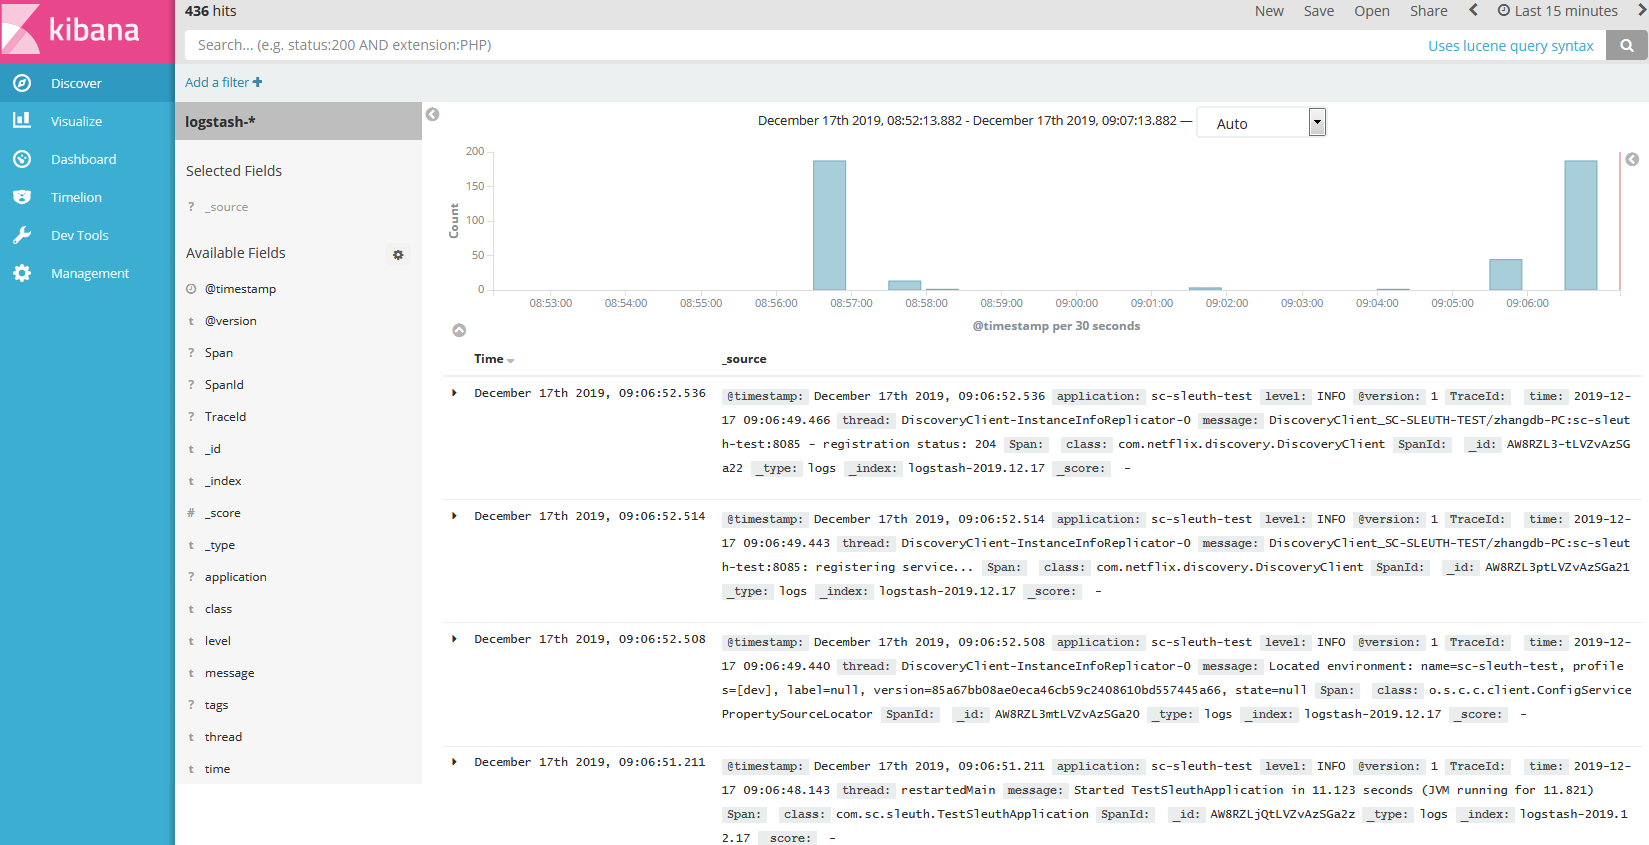 kibana
Discover
Visualize
Dashboard
Timelion
Dev Tools
Management
436 hits
New Save Open Share Last 15 minutes
Search... (e.g. status:200 AND extension:PHP) Uses lucene query syntax
Add a filter +
logstash-*
Selected Fields
? _source
Available Fields
@timestamp
t @version
? Span
? SpanId
? TraceId
t _id
t _index
# _score
t _type
? application
t class
t level
t message
? tags
t thread
t time
December 17th 2019, 08:52:13.882 - December 17th 2019, 09:07:13.882 — Auto
Count
200
150
100
50
0
08:53:00 08:54:00 08:55:00 08:56:00 08:57:00 08:58:00 08:59:00 09:00:00 09:01:00 09:02:00 09:03:00 09:04:00 09:05:00 09:06:00
@timestamp per 30 seconds
Time _source
December 17th 2019, 09:06:52.536
@timestamp: December 17th 2019, 09:06:52.536 application: sc-sleuth-test level: INFO @version: 1 TraceId: time: 2019-12-
17 09:06:49.466 thread: DiscoveryClient-InstanceInfoReplicator-0 message: DiscoveryClient_SC-SLEUTH-TEST/zhangdb-PC:sc-sleut
h-test:8085 - registration status: 204 Span: class: com.netflix.discovery.DiscoveryClient SpanId: _id: AW8RZL3-tLVZvAzSG
a22 _type: logs _index: logstash-2019.12.17 _score: -
December 17th 2019, 09:06:52.514
@timestamp: December 17th 2019, 09:06:52.514 application: sc-sleuth-test level: INFO @version: 1 TraceId: time: 2019-12-
17 09:06:49.443 thread: DiscoveryClient-InstanceInfoReplicator-0 message: DiscoveryClient_SC-SLEUTH-TEST/zhangdb-PC:sc-sleut
h-test:8085: registering service... Span: class: com.netflix.discovery.DiscoveryClient SpanId: _id: AW8RZL3ptLVZvAzSGa21
_type: logs _index: logstash-2019.12.17 _score: -
December 17th 2019, 09:06:52.508
@timestamp: December 17th 2019, 09:06:52.508 application: sc-sleuth-test level: INFO @version: 1 TraceId: time: 2019-12-
17 09:06:49.440 thread: DiscoveryClient-InstanceInfoReplicator-0 message: Located environment: name=sc-sleuth-test, profile
s=[dev], label=null, version=85a67bb08ae0eca46cb59c2408610bd557445a66, state=null Span: class: o.s.c.c.client.ConfigService
PropertySourceLocator SpanId: _id: AW8RZL3mtLVZvAzSGa20 _type: logs _index: logstash-2019.12.17 _score: -
December 17th 2019, 09:06:51.211
@timestamp: December 17th 2019, 09:06:51.211 application: sc-sleuth-test level: INFO @version: 1 TraceId: time: 2019-12-
17 09:06:48.143 thread: restartedMain message: Started TestSleuthApplication in 11.123 seconds (JVM running for 11.821)
Span: class: com.sc.sleuth.TestSleuthApplication SpanId: _id: AW8RZLjQtLVZvAzSGa2z _type: logs _index: logstash-2019.1
2.17 _score: -